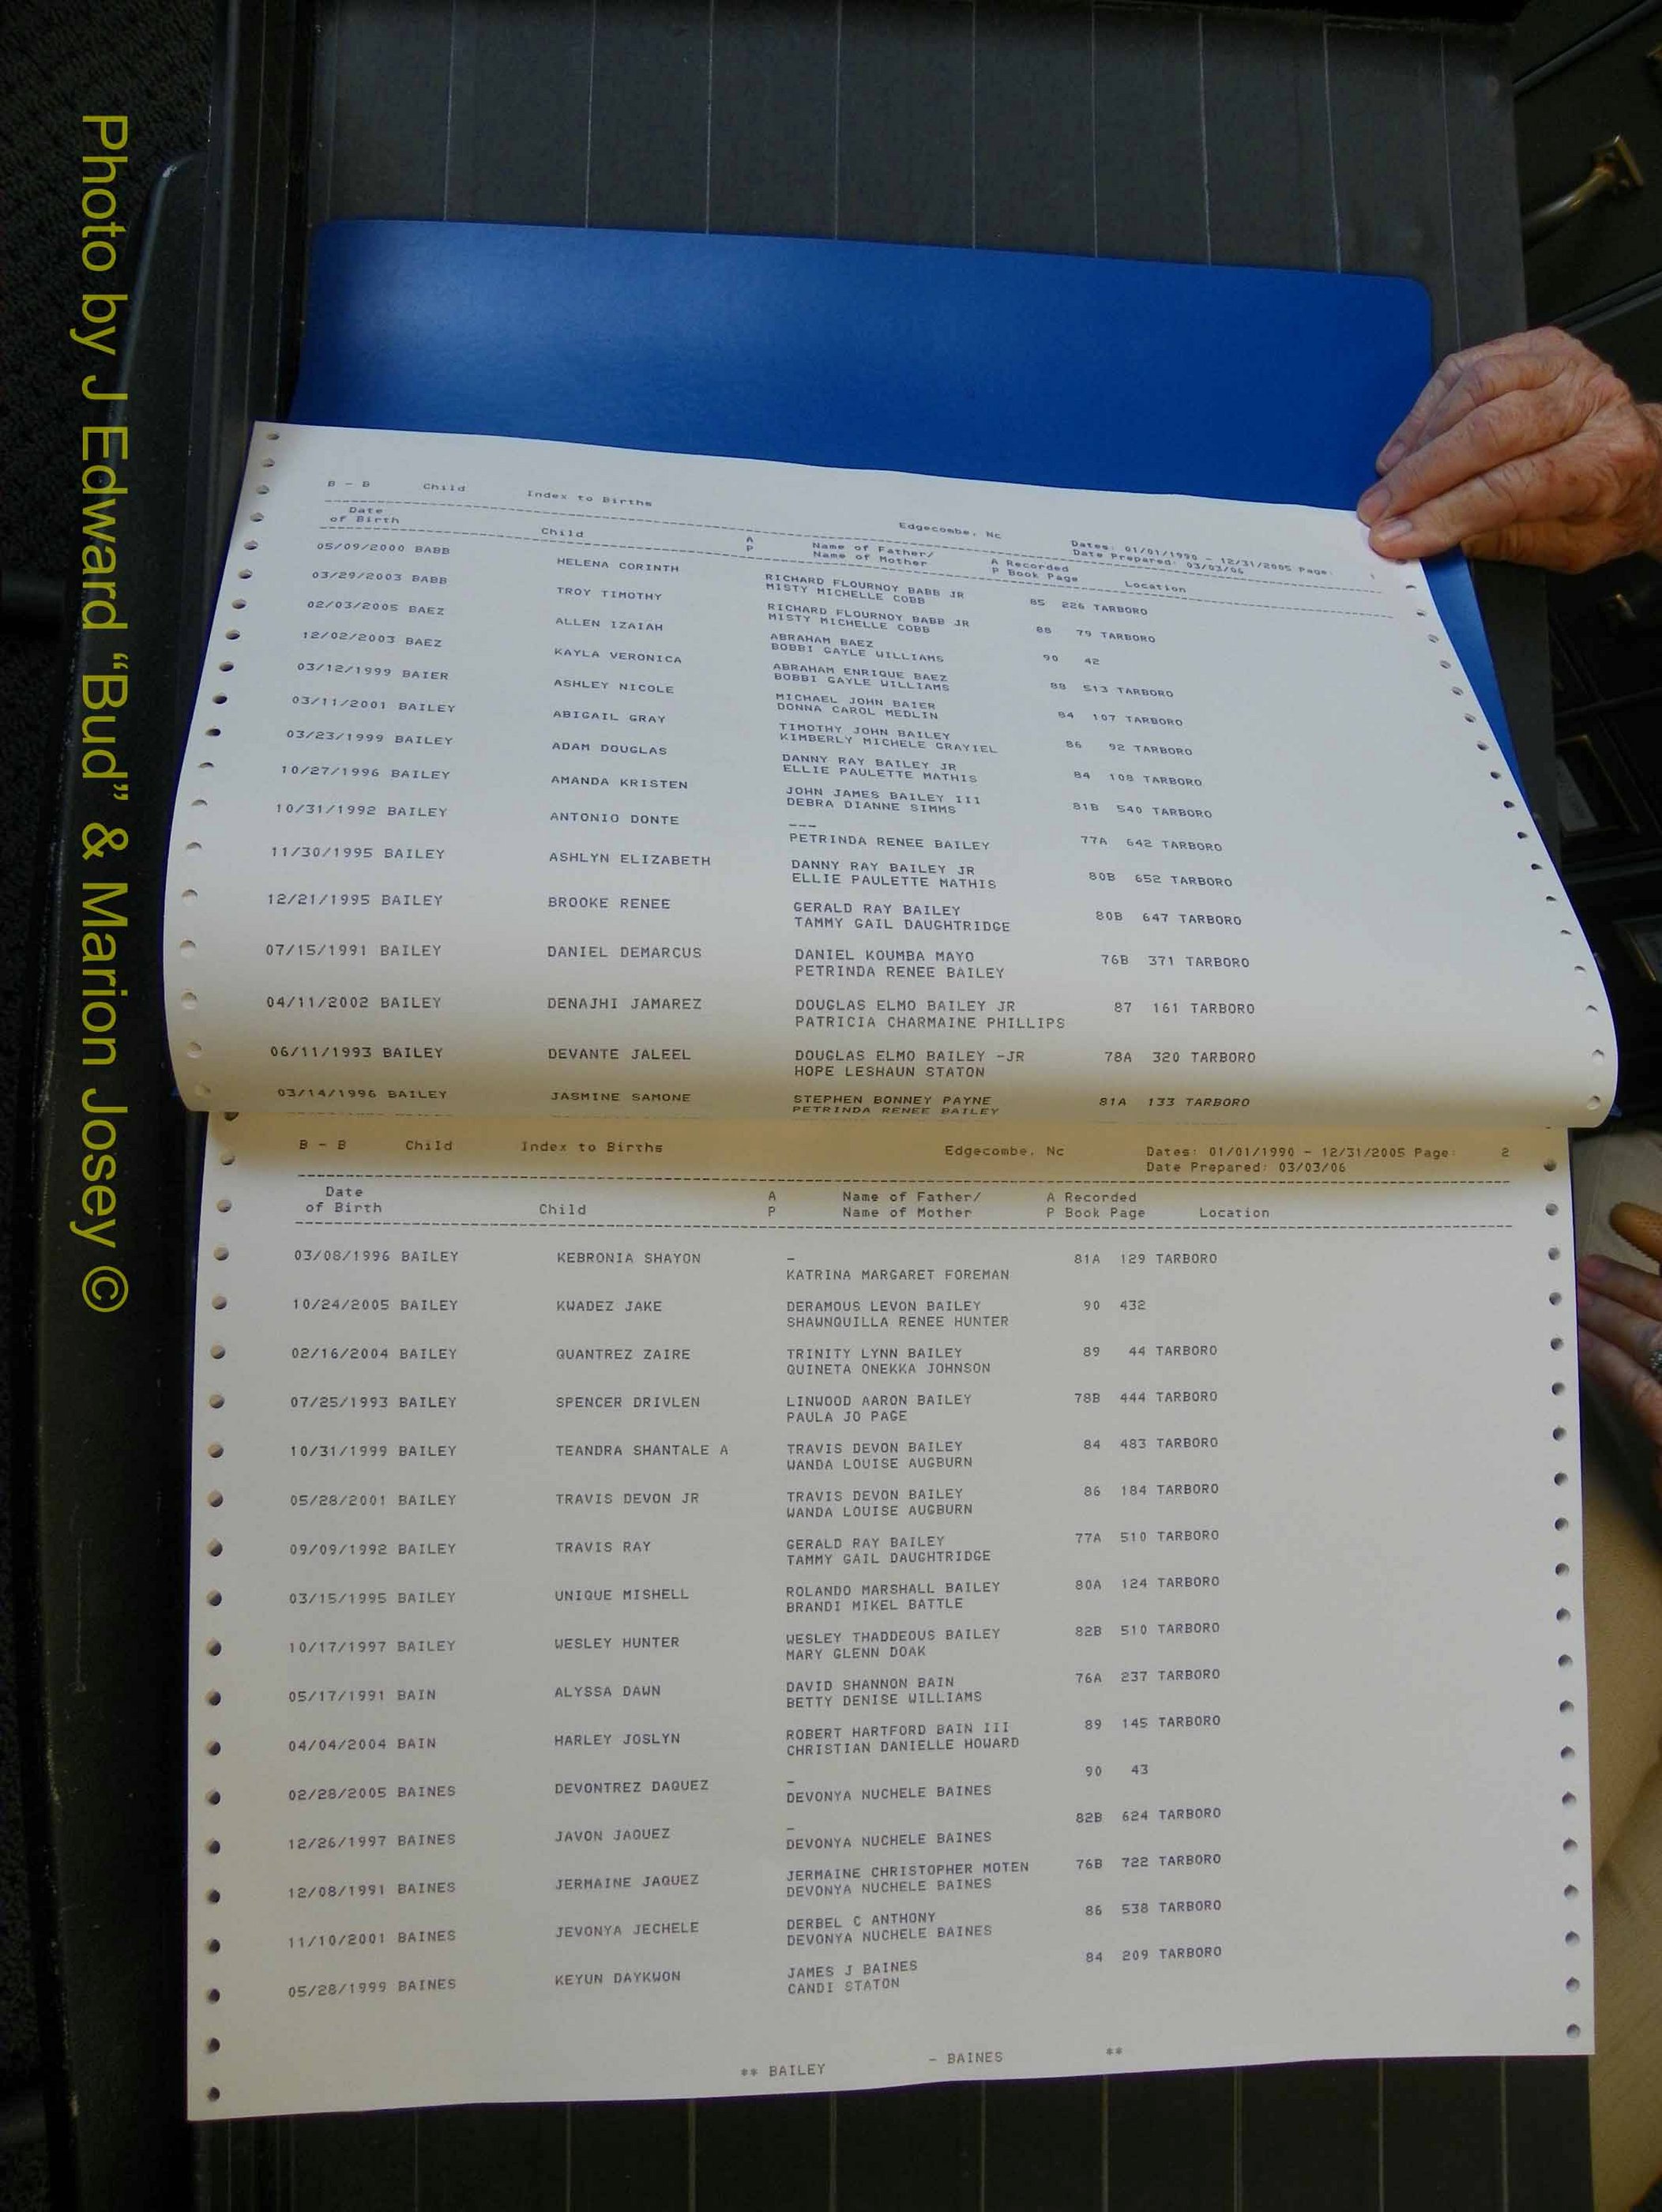 Photo by J Edward “Bud” & Marion Josey ©
B - B Child Index to Births Edgecombe, Nc Dates: 01/01/1990 - 12/31/2005 Page: 1
Date Prepared: 03/03/06
Date A Name of Father/ A Recorded
of Birth Child P Name of Mother P Book Page Location
05/09/2000 BABB HELENA CORINTH RICHARD FLOURNOY BABB JR 85 226 TARBORO
MISTY MICHELLE COBB
03/29/2003 BABB TROY TIMOTHY RICHARD FLOURNOY BABB JR 88 79 TARBORO
MISTY MICHELLE COBB
02/03/2005 BAEZ ALLEN IZAIAH ABRAHAM BAEZ 90 42
BOBBI GAYLE WILLIAMS
12/02/2003 BAEZ KAYLA VERONICA ABRAHAM ENRIQUE BAEZ 88 513 TARBORO
BOBBI GAYLE WILLIAMS
03/12/1999 BAIER ASHLEY NICOLE MICHAEL JOHN BAIER 84 107 TARBORO
DONNA CAROL MEDLIN
03/11/2001 BAILEY ABIGAIL GRAY TIMOTHY JOHN BAILEY 86 92 TARBORO
KIMBERLY MICHELE GRAYIEL
03/23/1999 BAILEY ADAM DOUGLAS DANNY RAY BAILEY JR 84 108 TARBORO
ELLIE PAULETTE MATHIS
10/27/1996 BAILEY AMANDA KRISTEN JOHN JAMES BAILEY III 81B 540 TARBORO
DEBRA DIANNE SIMMS
10/31/1992 BAILEY ANTONIO DONTE --- 77A 642 TARBORO
PETRINDA RENEE BAILEY
11/30/1995 BAILEY ASHLYN ELIZABETH DANNY RAY BAILEY JR 80B 652 TARBORO
ELLIE PAULETTE MATHIS
12/21/1995 BAILEY BROOKE RENEE GERALD RAY BAILEY 80B 647 TARBORO
TAMMY GAIL DAUGHTRIDGE
07/15/1991 BAILEY DANIEL DEMARCUS DANIEL KOUMBA MAYO 76B 371 TARBORO
PETRINDA RENEE BAILEY
04/11/2002 BAILEY DENAJHI JAMAREZ DOUGLAS ELMO BAILEY JR 87 161 TARBORO
PATRICIA CHARMAINE PHILLIPS
06/11/1993 BAILEY DEVANTE JALEEL DOUGLAS ELMO BAILEY -JR 78A 320 TARBORO
HOPE LESHAUN STATON
03/14/1996 BAILEY JASMINE SAMONE STEPHEN BONNEY PAYNE 81A 133 TARBORO
PETRINDA RENEE BAILEY
B - B Child Index to Births Edgecombe, Nc Dates: 01/01/1990 - 12/31/2005 Page: 2
Date Prepared: 03/03/06
Date A Name of Father/ A Recorded
of Birth Child P Name of Mother P Book Page Location
03/08/1996 BAILEY KEBRONIA SHAYON - 81A 129 TARBORO
KATRINA MARGARET FOREMAN
10/24/2005 BAILEY KWADEZ JAKE DERAMOUS LEVON BAILEY 90 432
SHAWNQUILLA RENEE HUNTER
02/16/2004 BAILEY QUANTREZ ZAIRE TRINITY LYNN BAILEY 89 44 TARBORO
QUINETA ONEKKA JOHNSON
07/25/1993 BAILEY SPENCER DRIVLEN LINWOOD AARON BAILEY 78B 444 TARBORO
PAULA JO PAGE
10/31/1999 BAILEY TEANDRA SHANTALE A TRAVIS DEVON BAILEY 84 483 TARBORO
WANDA LOUISE AUGBURN
05/28/2001 BAILEY TRAVIS DEVON JR TRAVIS DEVON BAILEY 86 184 TARBORO
WANDA LOUISE AUGBURN
09/09/1992 BAILEY TRAVIS RAY GERALD RAY BAILEY 77A 510 TARBORO
TAMMY GAIL DAUGHTRIDGE
03/15/1995 BAILEY UNIQUE MISHELL ROLANDO MARSHALL BAILEY 80A 124 TARBORO
BRANDI MIKEL BATTLE
10/17/1997 BAILEY WESLEY HUNTER WESLEY THADDEOUS BAILEY 82B 510 TARBORO
MARY GLENN DOAK
05/17/1991 BAIN ALYSSA DAWN DAVID SHANNON BAIN 76A 237 TARBORO
BETTY DENISE WILLIAMS
04/04/2004 BAIN HARLEY JOSLYN ROBERT HARTFORD BAIN III 89 145 TARBORO
CHRISTIAN DANIELLE HOWARD
02/28/2005 BAINES DEVONTREZ DAQUEZ - 90 43
DEVONYA NUCHELE BAINES
12/26/1997 BAINES JAVON JAQUEZ - 82B 624 TARBORO
DEVONYA NUCHELE BAINES
12/08/1991 BAINES JERMAINE JAQUEZ JERMAINE CHRISTOPHER MOTEN 76B 722 TARBORO
DEVONYA NUCHELE BAINES
11/10/2001 BAINES JEVONYA JECHELE DERBEL C ANTHONY 86 538 TARBORO
DEVONYA NUCHELE BAINES
05/28/1999 BAINES KEYUN DAYKWON JAMES J BAINES 84 209 TARBORO
CANDI STATON
** BAILEY - BAINES **